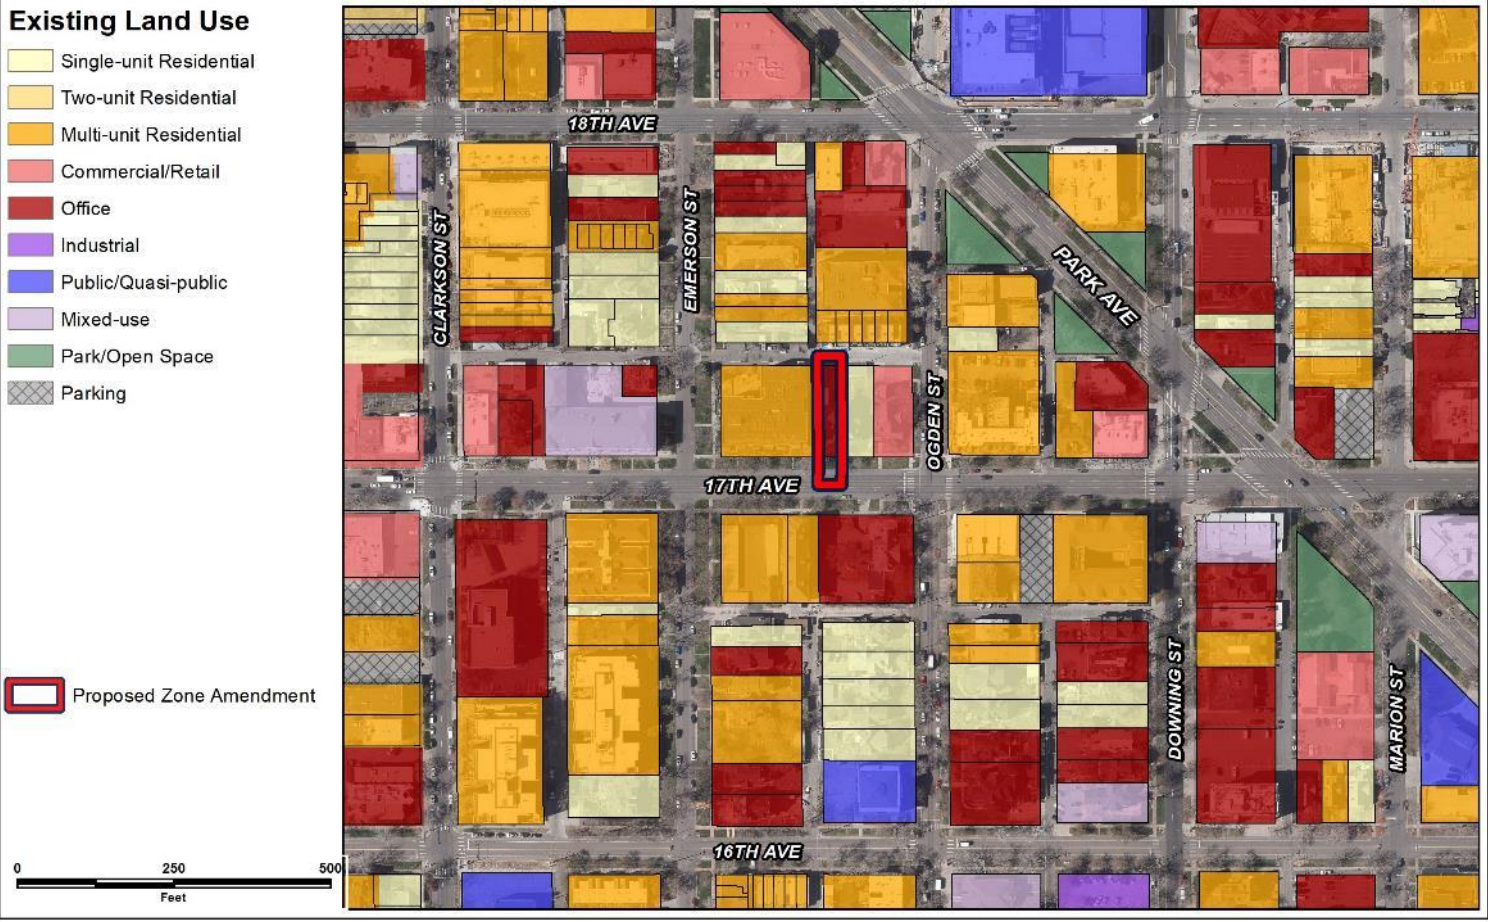 Existing Land Use
Single-unit Residential
Two-unit Residential
Multi-unit Residential
Commercial/Retail
Office
Industrial
Public/Quasi-public
Mixed-use
Park/Open Space
Parking
Proposed Zone Amendment
0 250 500
Feet
18TH AVE
CLARKSON ST
EMERSON ST
PARK AVE
OGDEN ST
17TH AVE
DOWNING ST
MARION ST
16TH AVE